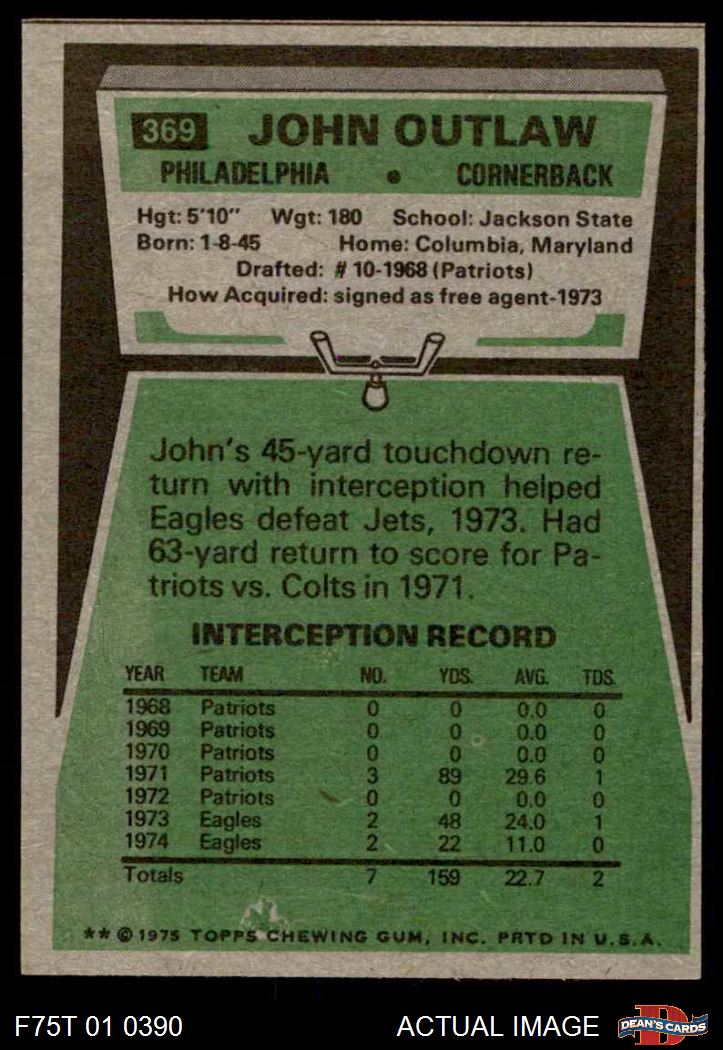 369 JOHN OUTLAW
PHILADELPHIA • CORNERBACK
Hgt: 5'10" Wgt: 180 School: Jackson State
Born: 1-8-45 Home: Columbia, Maryland
Drafted: # 10-1968 (Patriots)
How Acquired: signed as free agent-1973
John's 45-yard touchdown re-
turn with interception helped
Eagles defeat Jets, 1973. Had
63-yard return to score for Pa-
triots vs. Colts in 1971.
INTERCEPTION RECORD
YEAR TEAM NO. YDS. AVG. TDS.
1968 Patriots 0 0 0.0 0
1969 Patriots 0 0 0.0 0
1970 Patriots 0 0 0.0 0
1971 Patriots 3 89 29.6 1
1972 Patriots 0 0 0.0 0
1973 Eagles 2 48 24.0 1
1974 Eagles 2 22 11.0 0
Totals 7 159 22.7 2
** © 1975 TOPPS CHEWING GUM, INC. PRTD IN U.S.A.
F75T 01 0390 ACTUAL IMAGE D DEAN'S CARDS